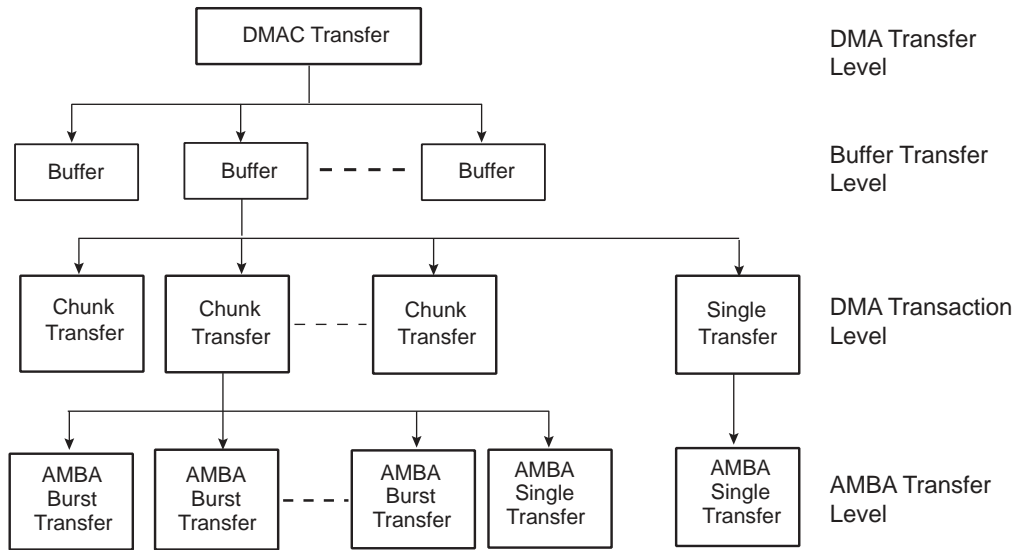 DMAC Transfer
DMA Transfer
Level
Buffer
Buffer
Buffer
Buffer Transfer
Level
Chunk
Transfer
Chunk
Transfer
Chunk
Transfer
Single
Transfer
DMA Transaction
Level
AMBA
Burst
Transfer
AMBA
Burst
Transfer
AMBA
Burst
Transfer
AMBA
Single
Transfer
AMBA
Single
Transfer
AMBA Transfer
Level